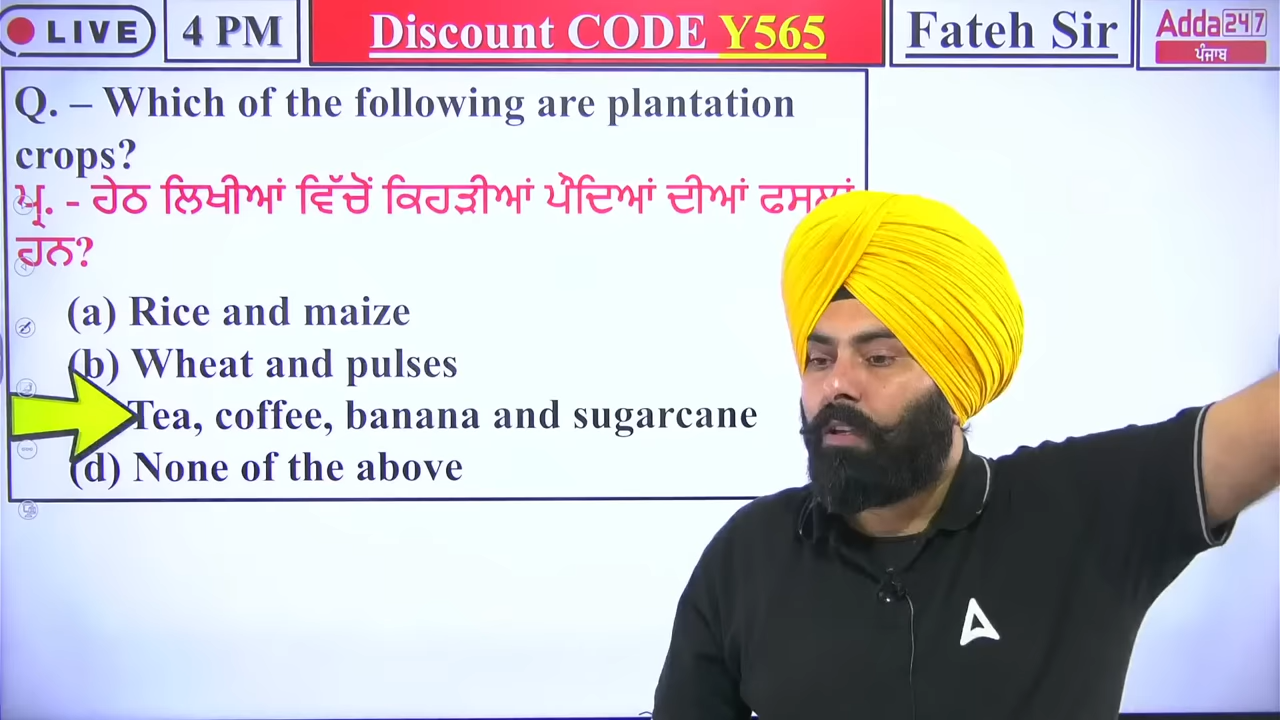 LIVE
4 PM
Discount CODE Y565
Fateh Sir
Adda247
ਪੰਜਾਬ
Q. – Which of the following are plantation
crops?
ਪ੍ਰ. - ਹੇਠ ਲਿਖੀਆਂ ਵਿੱਚੋਂ ਕਿਹੜੀਆਂ ਪੌਦਿਆਂ ਦੀਆਂ ਫਸਲਾਂ
ਹਨ?
(a) Rice and maize
(b) Wheat and pulses
Tea, coffee, banana and sugarcane
(d) None of the above